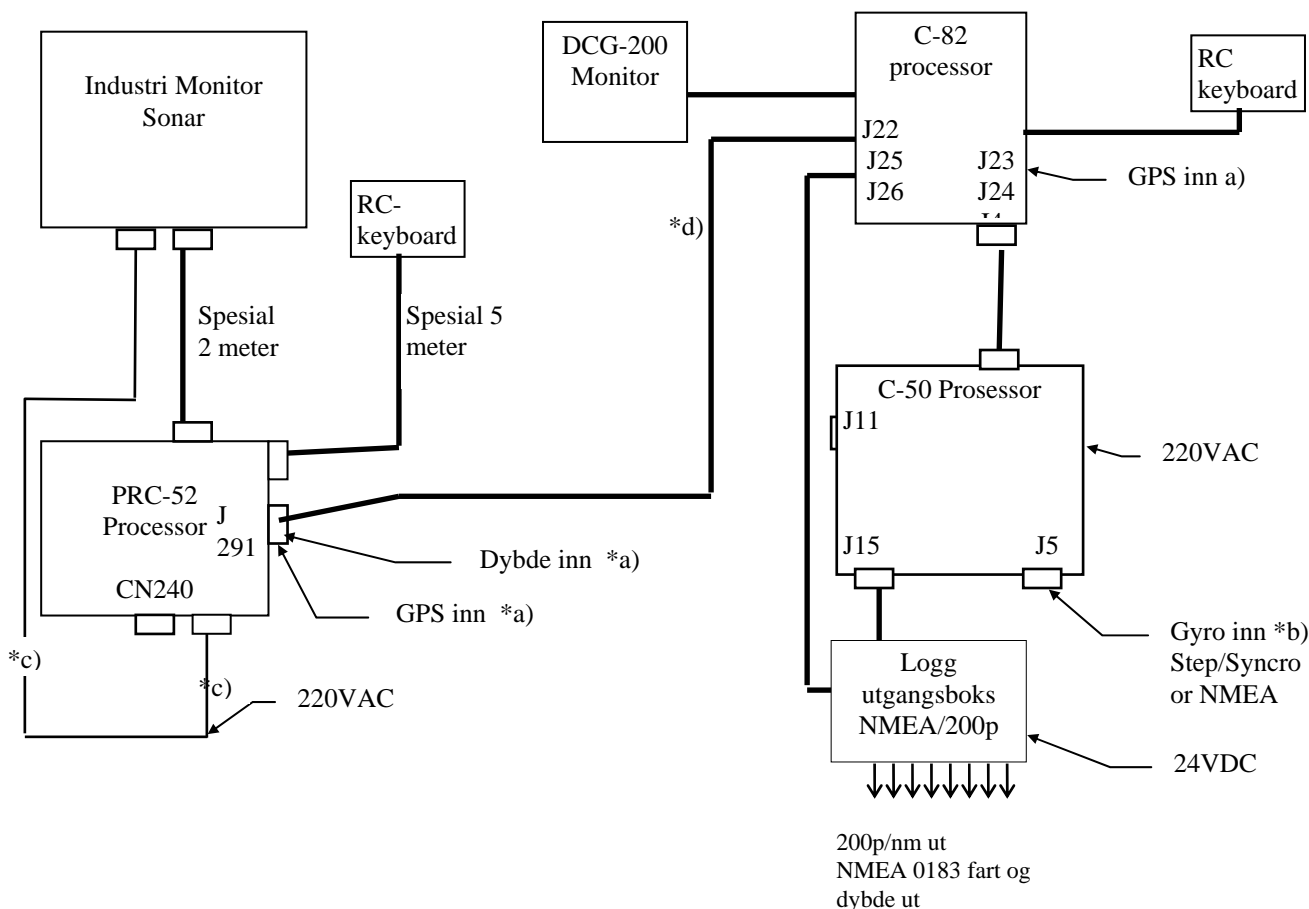 Industri Monitor
Sonar
DCG-200
Monitor
C-82
processor
RC
keyboard
J22
J25
J26
J23
J24
GPS inn a)
RC-
keyboard
*d)
Spesial
2 meter
Spesial 5
meter
C-50 Prosessor
J11
220VAC
J15
J5
PRC-52
Processor
J
291
CN240
Dybde inn *a)
GPS inn *a)
*c)
*c)
220VAC
Gyro inn *b)
Step/Syncro
or NMEA
Logg
utgangsboks
NMEA/200p
24VDC
200p/nm ut
NMEA 0183 fart og
dybde ut